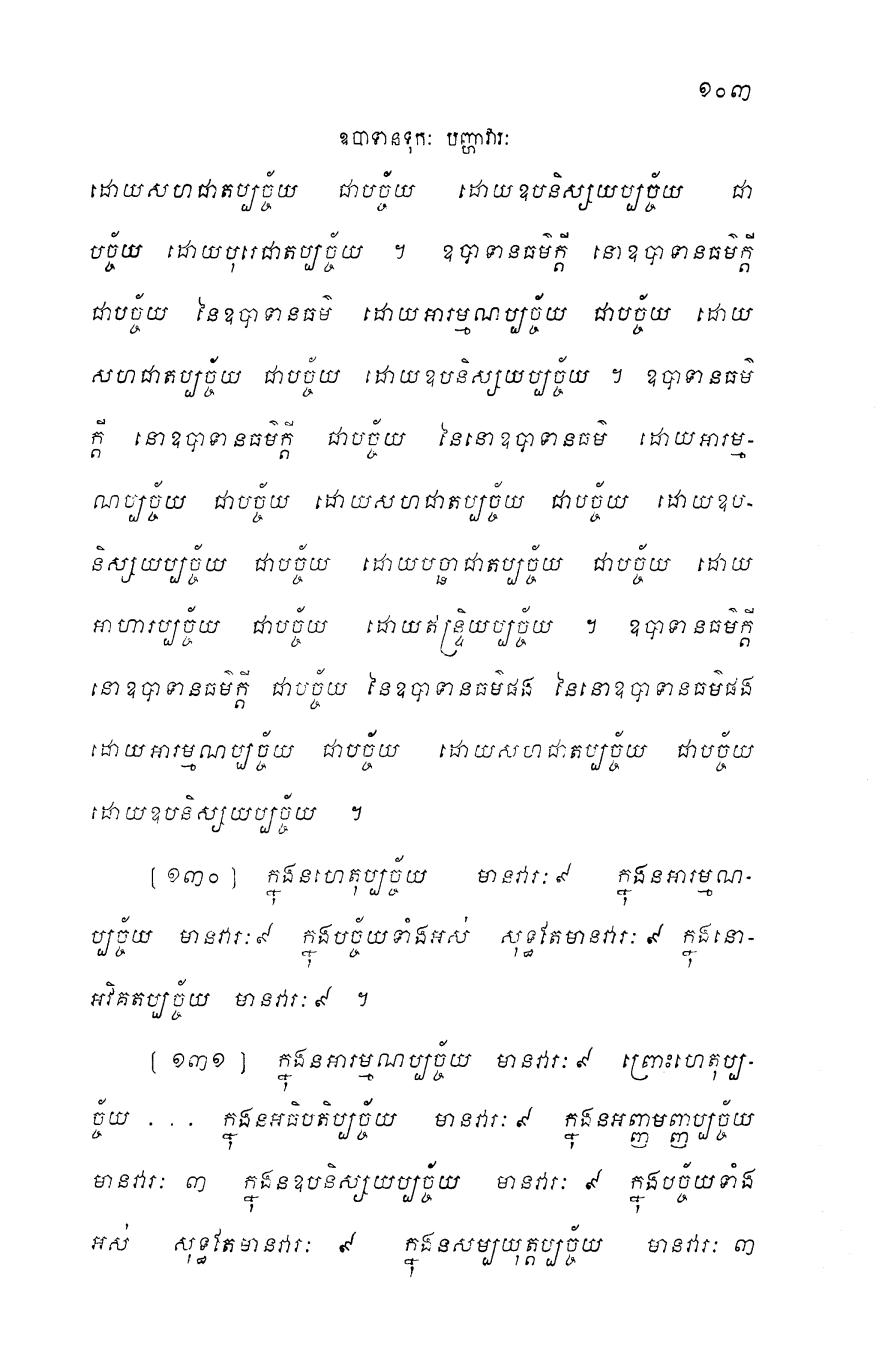 ១០៣
ឧបាទានទុកៈ បញ្ហាវារៈ
ដោយសហជាតប្បច្ច័យ ជាបច្ច័យ ដោយឧបនិស្សយប្បច្ច័យ ជា
បច្ច័យ ដោយបុរេជាតប្បច្ច័យ ។ ឧបាទានធម៌ក្តី នោឧបាទានធម៌ក្តី
ជាបច្ច័យ នៃឧបាទានធម៌ ដោយអារម្មណប្បច្ច័យ ជាបច្ច័យ ដោយ
សហជាតប្បច្ច័យ ជាបច្ច័យ ដោយឧបនិស្សយប្បច្ច័យ ។ ឧបាទានធម៌
ក្តី នោឧបាទានធម៌ក្តី ជាបច្ច័យ នៃនោឧបាទានធម៌ ដោយអារម្ម-
ណប្បច្ច័យ ជាបច្ច័យ ដោយសហជាតប្បច្ច័យ ជាបច្ច័យ ដោយឧប-
និស្សយប្បច្ច័យ ជាបច្ច័យ ដោយបច្ឆាជាតប្បច្ច័យ ជាបច្ច័យ ដោយ
អាហារប្បច្ច័យ ជាបច្ច័យ ដោយឥន្ទ្រិយប្បច្ច័យ ។ ឧបាទានធម៌ក្តី
នោឧបាទានធម៌ក្តី ជាបច្ច័យ នៃឧបាទានធម៌ផង នៃនោឧបាទានធម៌ផង
ដោយអារម្មណប្បច្ច័យ ជាបច្ច័យ ដោយសហជាតប្បច្ច័យ ជាបច្ច័យ
ដោយឧបនិស្សយប្បច្ច័យ ។
[១៣០] ក្នុងនហេតុប្បច្ច័យ មានវារៈ៩ ក្នុងនអារម្មណ-
ប្បច្ច័យ មានវារៈ៩ ក្នុងបច្ច័យទាំងអស់ សុទ្ធតែមានវារៈ៩ ក្នុងនោ-
អវិគតប្បច្ច័យ មានវារៈ៩ ។
[១៣១] ក្នុងនអារម្មណប្បច្ច័យ មានវារៈ៩ ព្រោះហេតុប្ប-
ច្ច័យ ... ក្នុងនអធិបតិប្បច្ច័យ មានវារៈ៩ ក្នុងនអញ្ញមញ្ញប្បច្ច័យ
មានវារៈ ៣ ក្នុងនឧបនិស្សយប្បច្ច័យ មានវារៈ ៩ ក្នុងបច្ច័យទាំង
អស់ សុទ្ធតែមានវារៈ ៩ ក្នុងនសម្បយុត្តប្បច្ច័យ មានវារៈ ៣